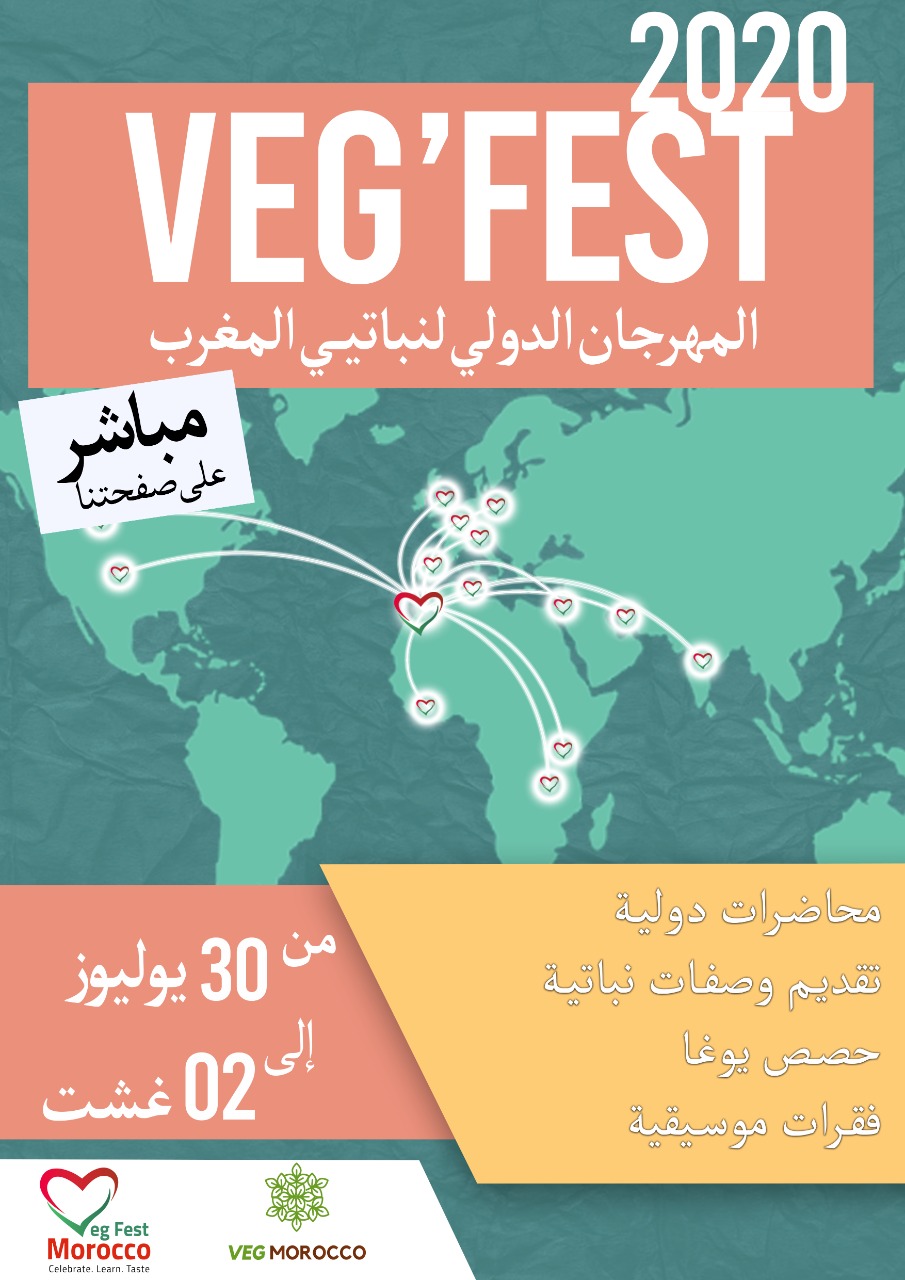 2020
VEG’FEST
المهرجان الدولي لنباتيي المغرب
مباشر
على صفحتنا
محاضرات دولية
تقديم وصفات نباتية
حصص يوغا
فقرات موسيقية
من 30 يوليوز
إلى 02 غشت
Veg Fest
Morocco
Celebrate. Learn. Taste
VEG MOROCCO